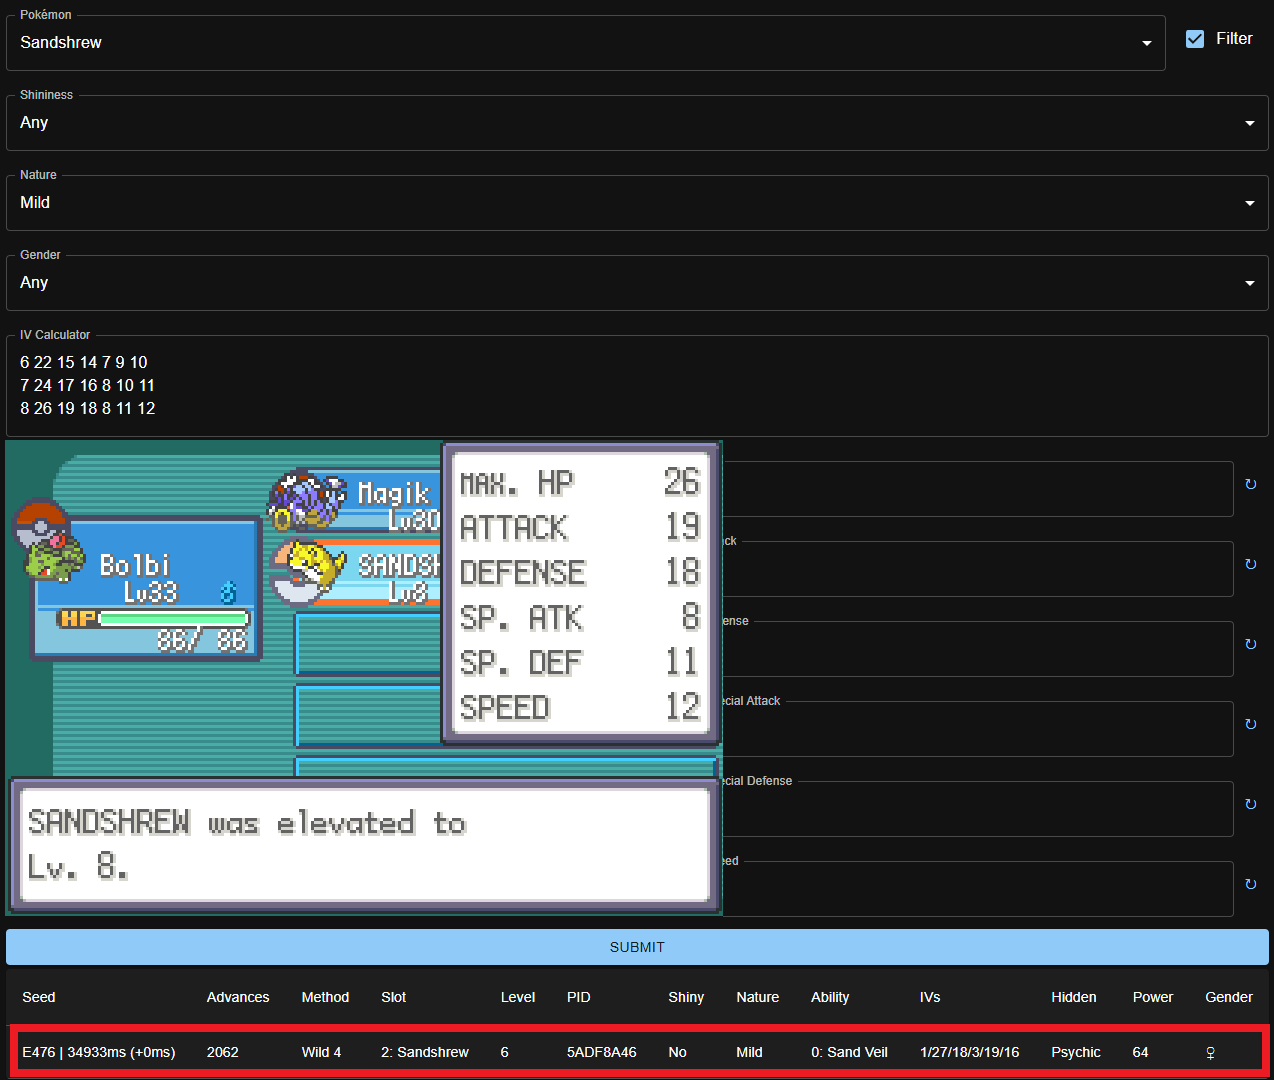 Pokémon
Sandshrew
Filter
Shininess
Any
Nature
Mild
Gender
Any
IV Calculator
6 22 15 14 7 9 10
7 24 17 16 8 10 11
8 26 19 18 8 11 12
Magik
Lv30
SANDSH
Lv8
Bolbi
Lv33
HP
86/ 86
MAX. HP 26
ATTACK 19
DEFENSE 18
SP. ATK 8
SP. DEF 11
SPEED 12
ck
ense
ecial Attack
ecial Defense
eed
SANDSHREW was elevated to
Lv. 8.
SUBMIT
Seed Advances Method Slot Level PID Shiny Nature Ability IVs Hidden Power Gender
E476 | 34933ms (+0ms) 2062 Wild 4 2: Sandshrew 6 5ADF8A46 No Mild 0: Sand Veil 1/27/18/3/19/16 Psychic 64 ♀